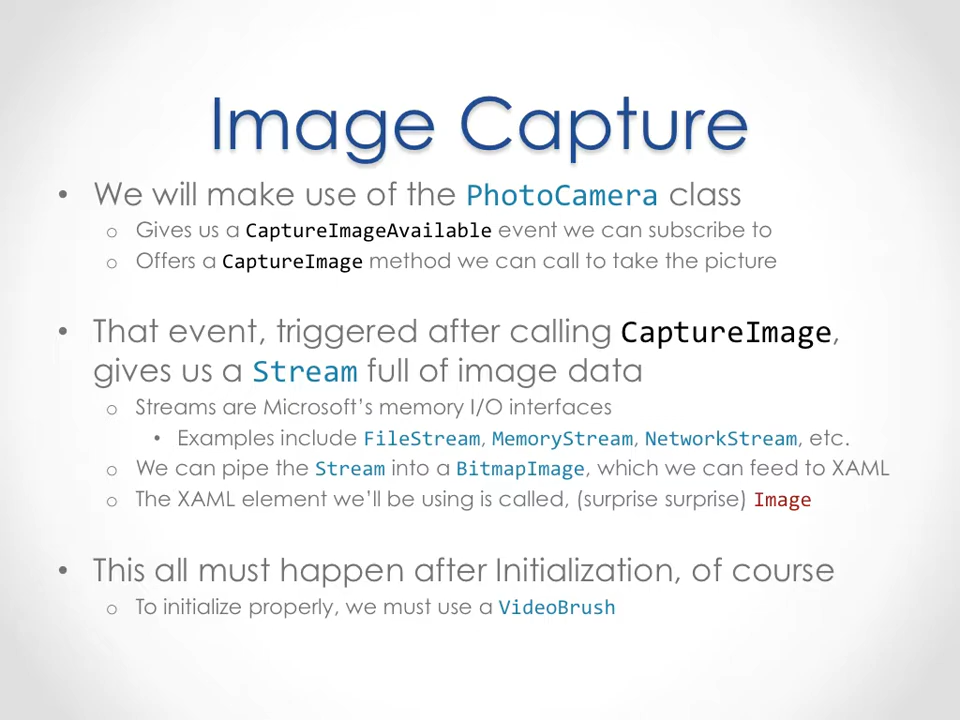 Image Capture
• We will make use of the PhotoCamera class
o Gives us a CaptureImageAvailable event we can subscribe to
o Offers a CaptureImage method we can call to take the picture
• That event, triggered after calling CaptureImage,
gives us a Stream full of image data
o Streams are Microsoft's memory I/O interfaces
• Examples include FileStream, MemoryStream, NetworkStream, etc.
o We can pipe the Stream into a BitmapImage, which we can feed to XAML
o The XAML element we'll be using is called, (surprise surprise) Image
• This all must happen after Initialization, of course
o To initialize properly, we must use a VideoBrush